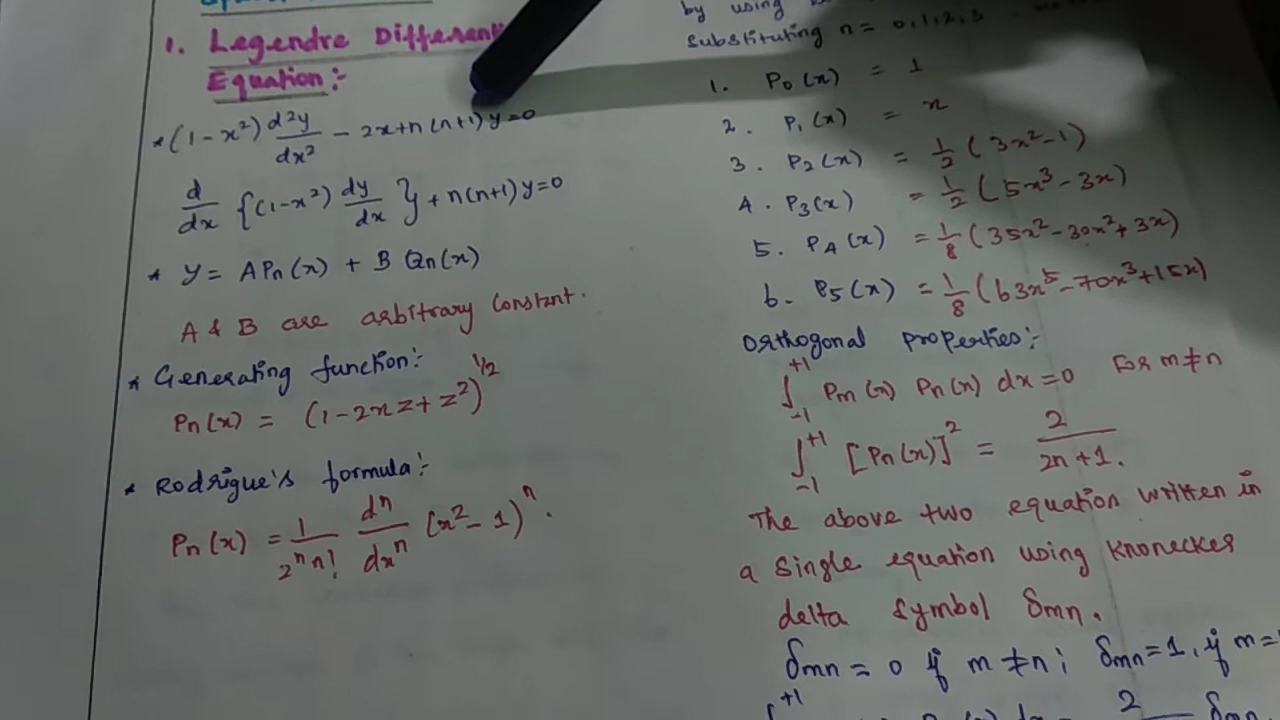 1. Legendre Differenti
Equation:-
* (1-x²) d²y/dx² - 2x+n(n+1)y=0
d/dx {(1-x²) dy/dx} + n(n+1)y=0
* y = APn(x) + B Qn(x)
A & B are arbitrary constant.
* Generating function:-
Pn(x) = (1-2xz+z²)^1/2
* Rodrigue's formula:-
Pn(x) = 1/2ⁿn! dⁿ/dxⁿ (x²-1)ⁿ.
by using
Substituting n = 0,1,2,3
1. P₀(x) = 1
2. P₁(x) = x
3. P₂(x) = 1/2 (3x²-1)
4. P₃(x) = 1/2 (5x³-3x)
5. P₄(x) = 1/8 (35x²-30x²+3x)
6. P₅(x) = 1/8 (63x⁵-70x³+15x)
Orthogonal properties:-
∫₋₁⁺¹ Pm(x) Pn(x) dx=0 For m≠n
∫₋₁⁺¹ [Pn(x)]² = 2/2n+1.
The above two equation written in
a single equation using Knonecker
delta symbol δmn.
δmn = 0 if m≠n; δmn=1, if m=
+1 2 δmn